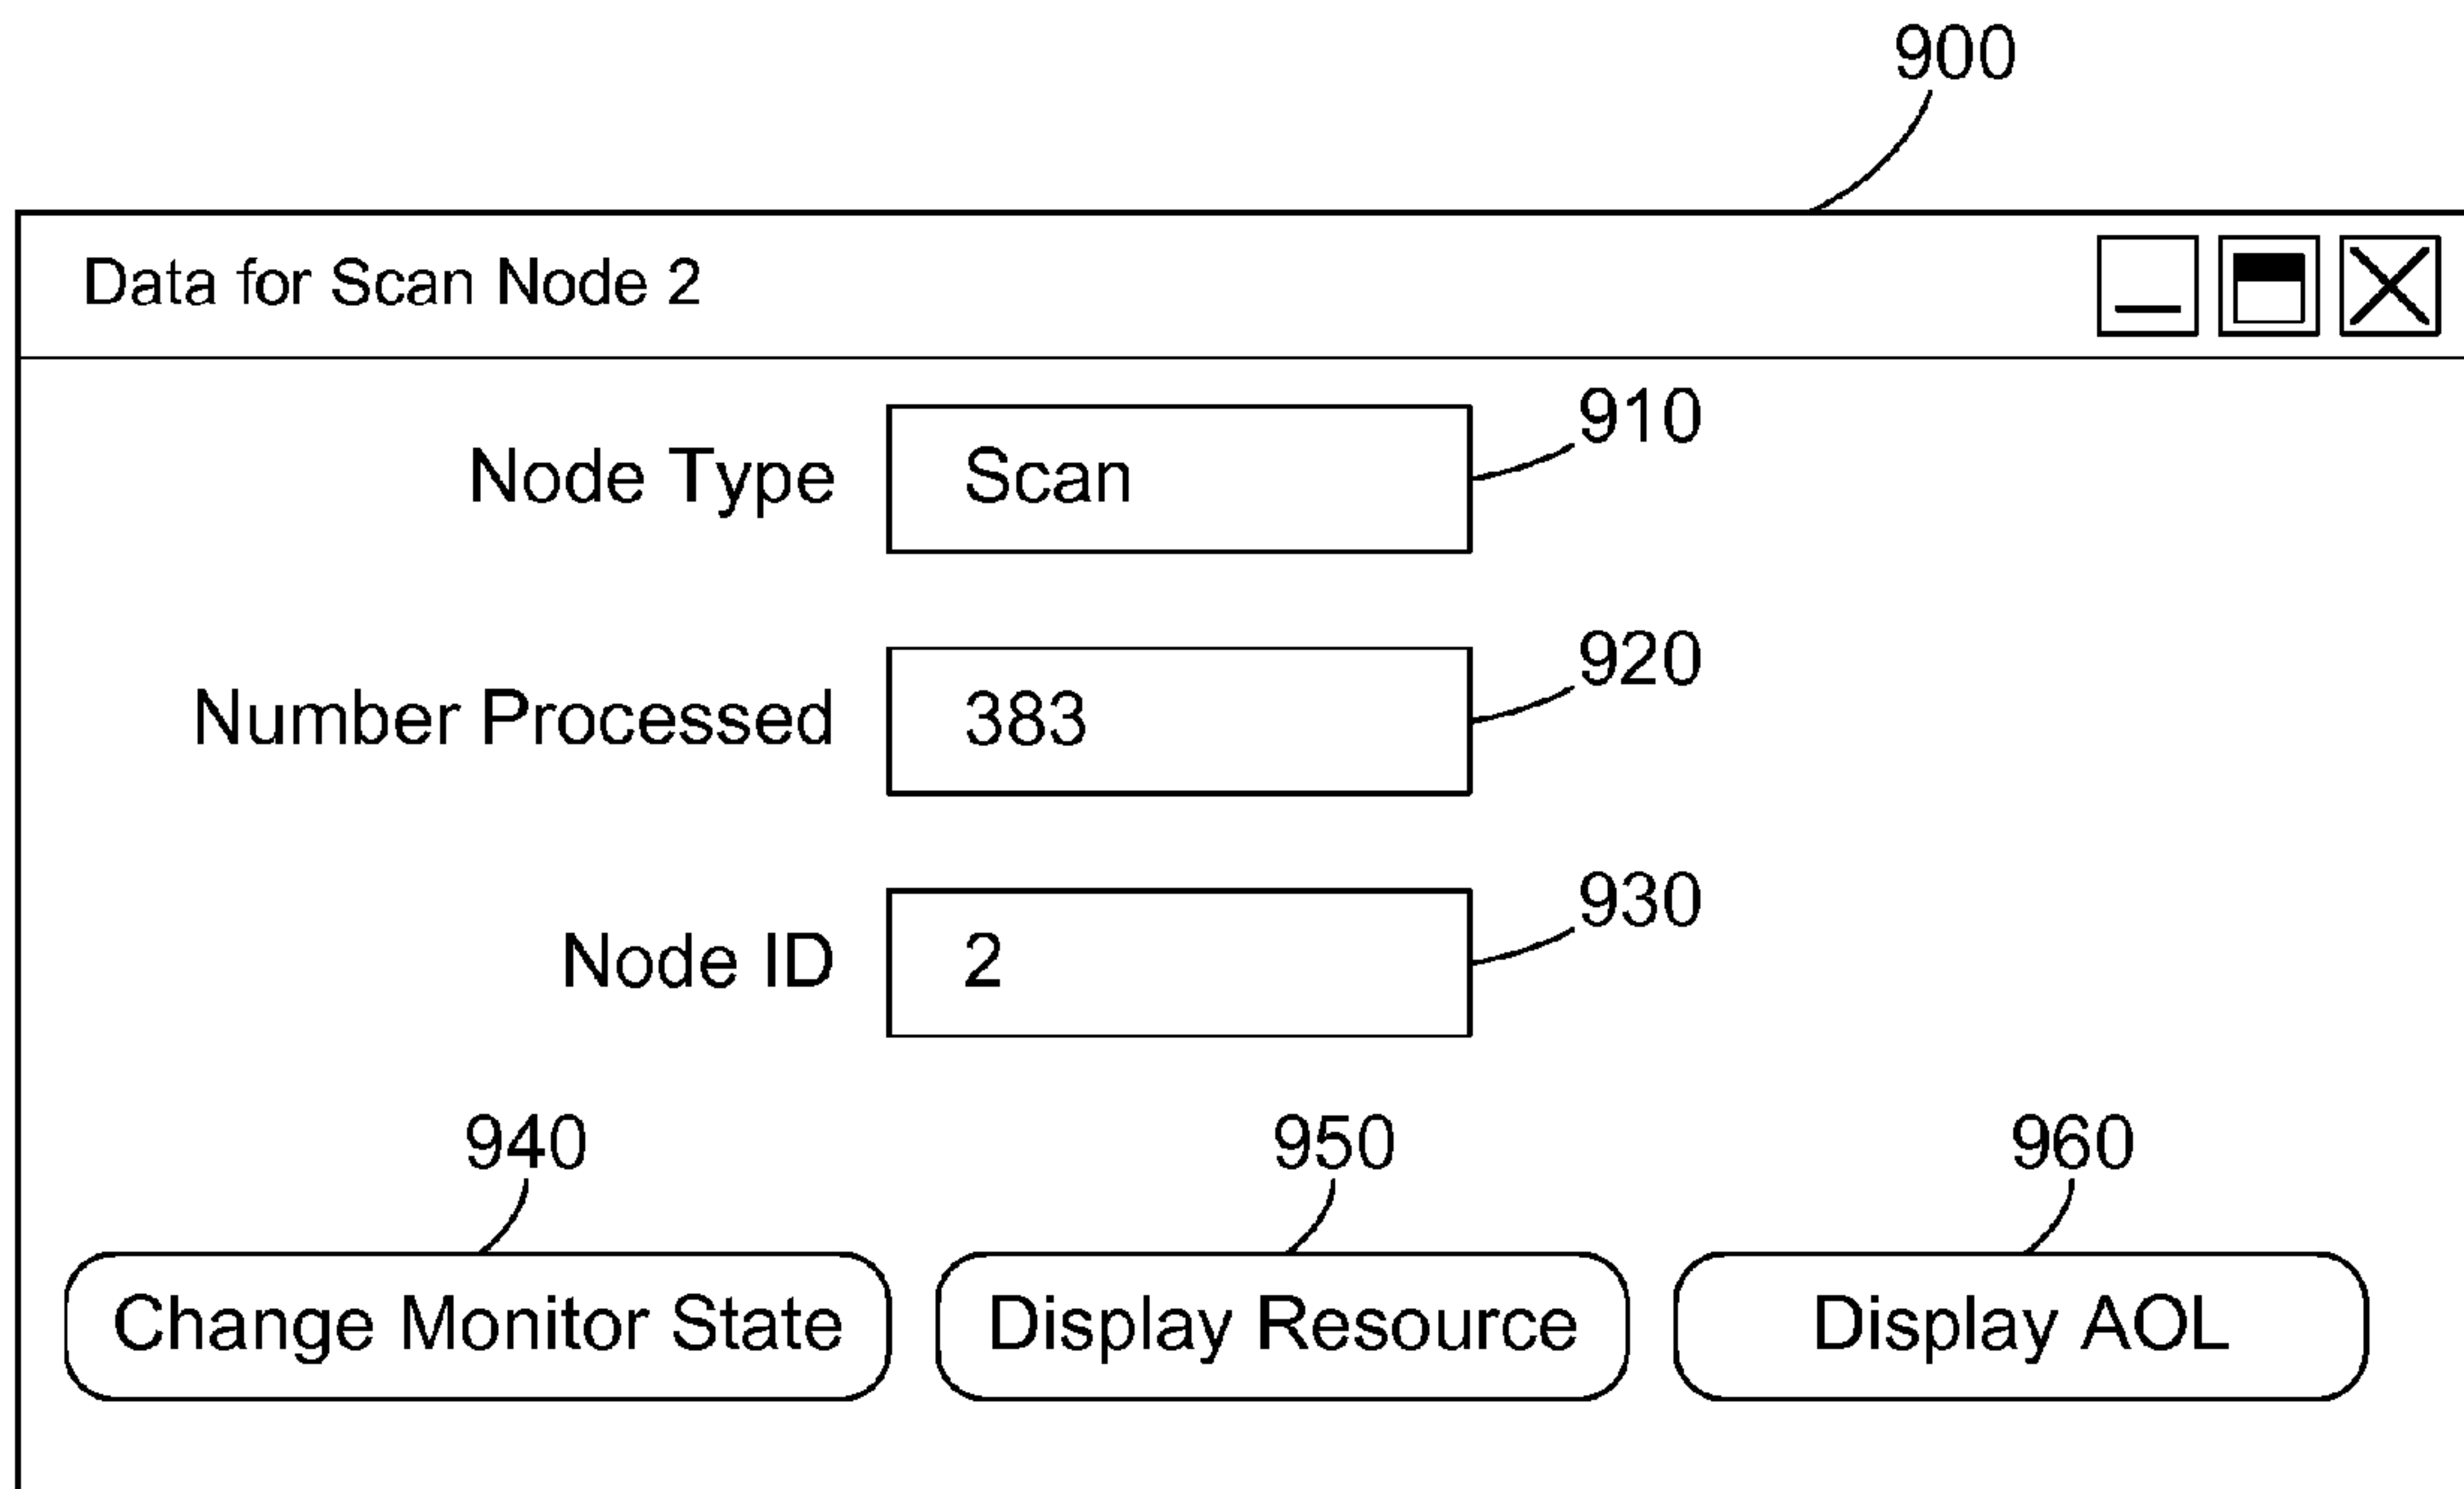 900
Data for Scan Node 2
910
Node Type Scan
920
Number Processed 383
930
Node ID 2
940 950 960
Change Monitor State Display Resource Display AOL